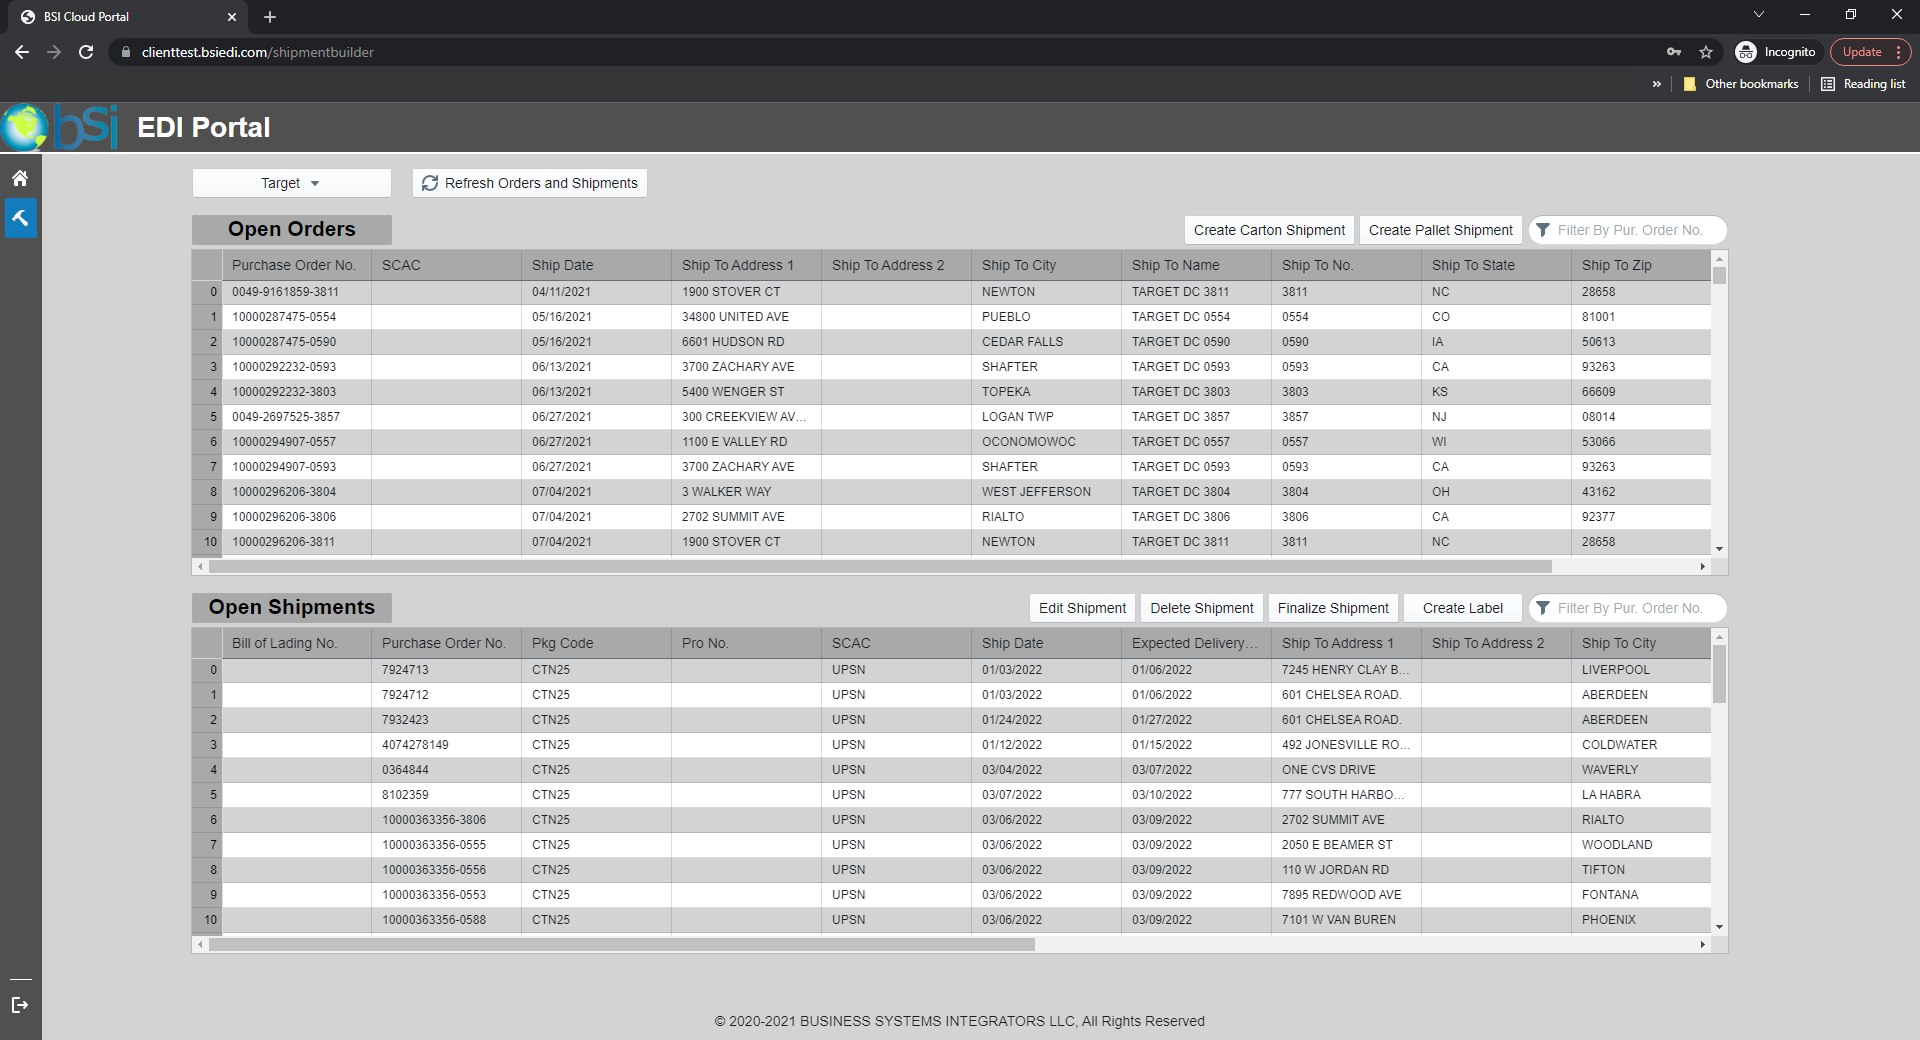 BSI Cloud Portal
clienttest.bsiedi.com/shipmentbuilder
Incognito
Update
» Other bookmarks Reading list
bsi EDI Portal
Target Refresh Orders and Shipments
Open Orders Create Carton Shipment Create Pallet Shipment Filter By Pur. Order No.
Purchase Order No. SCAC Ship Date Ship To Address 1 Ship To Address 2 Ship To City Ship To Name Ship To No. Ship To State Ship To Zip
0 0049-9161859-3811 04/11/2021 1900 STOVER CT NEWTON TARGET DC 3811 3811 NC 28658
1 10000287475-0554 05/16/2021 34800 UNITED AVE PUEBLO TARGET DC 0554 0554 CO 81001
2 10000287475-0590 05/16/2021 6601 HUDSON RD CEDAR FALLS TARGET DC 0590 0590 IA 50613
3 10000292232-0593 06/13/2021 3700 ZACHARY AVE SHAFTER TARGET DC 0593 0593 CA 93263
4 10000292232-3803 06/13/2021 5400 WENGER ST TOPEKA TARGET DC 3803 3803 KS 66609
5 0049-2697525-3857 06/27/2021 300 CREEKVIEW AV... LOGAN TWP TARGET DC 3857 3857 NJ 08014
6 10000294907-0557 06/27/2021 1100 E VALLEY RD OCONOMOWOC TARGET DC 0557 0557 WI 53066
7 10000294907-0593 06/27/2021 3700 ZACHARY AVE SHAFTER TARGET DC 0593 0593 CA 93263
8 10000296206-3804 07/04/2021 3 WALKER WAY WEST JEFFERSON TARGET DC 3804 3804 OH 43162
9 10000296206-3806 07/04/2021 2702 SUMMIT AVE RIALTO TARGET DC 3806 3806 CA 92377
10 10000296206-3811 07/04/2021 1900 STOVER CT NEWTON TARGET DC 3811 3811 NC 28658
Open Shipments Edit Shipment Delete Shipment Finalize Shipment Create Label Filter By Pur. Order No.
Bill of Lading No. Purchase Order No. Pkg Code Pro No. SCAC Ship Date Expected Delivery... Ship To Address 1 Ship To Address 2 Ship To City
0 7924713 CTN25 UPSN 01/03/2022 01/06/2022 7245 HENRY CLAY B... LIVERPOOL
1 7924712 CTN25 UPSN 01/03/2022 01/06/2022 601 CHELSEA ROAD. ABERDEEN
2 7932423 CTN25 UPSN 01/24/2022 01/27/2022 601 CHELSEA ROAD. ABERDEEN
3 4074278149 CTN25 UPSN 01/12/2022 01/15/2022 492 JONESVILLE RO... COLDWATER
4 0364844 CTN25 UPSN 03/04/2022 03/07/2022 ONE CVS DRIVE WAVERLY
5 8102359 CTN25 UPSN 03/07/2022 03/10/2022 777 SOUTH HARBO... LA HABRA
6 10000363356-3806 CTN25 UPSN 03/06/2022 03/09/2022 2702 SUMMIT AVE RIALTO
7 10000363356-0555 CTN25 UPSN 03/06/2022 03/09/2022 2050 E BEAMER ST WOODLAND
8 10000363356-0556 CTN25 UPSN 03/06/2022 03/09/2022 110 W JORDAN RD TIFTON
9 10000363356-0553 CTN25 UPSN 03/06/2022 03/09/2022 7895 REDWOOD AVE FONTANA
10 10000363356-0588 CTN25 UPSN 03/06/2022 03/09/2022 7101 W VAN BUREN PHOENIX
© 2020-2021 BUSINESS SYSTEMS INTEGRATORS LLC, All Rights Reserved